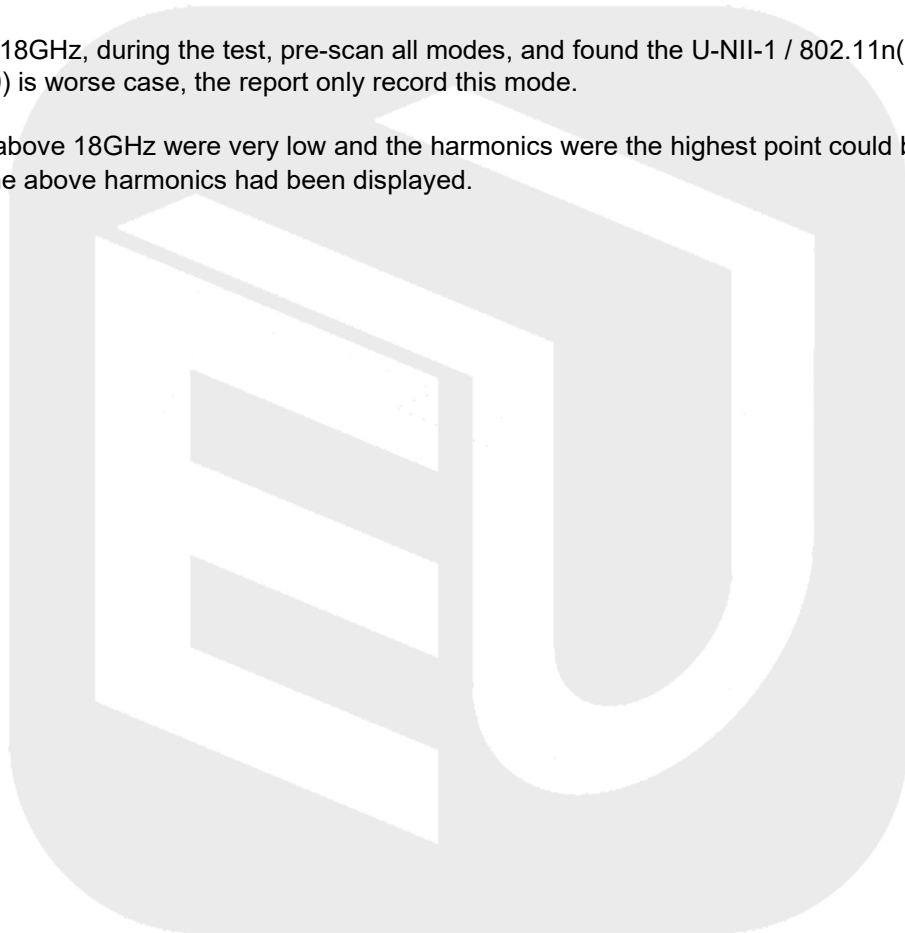 18GHz, during the test, pre-scan all modes, and found the U-NII-1 / 802.11n(
) is worse case, the report only record this mode.
above 18GHz were very low and the harmonics were the highest point could
above harmonics had been displayed.
EU